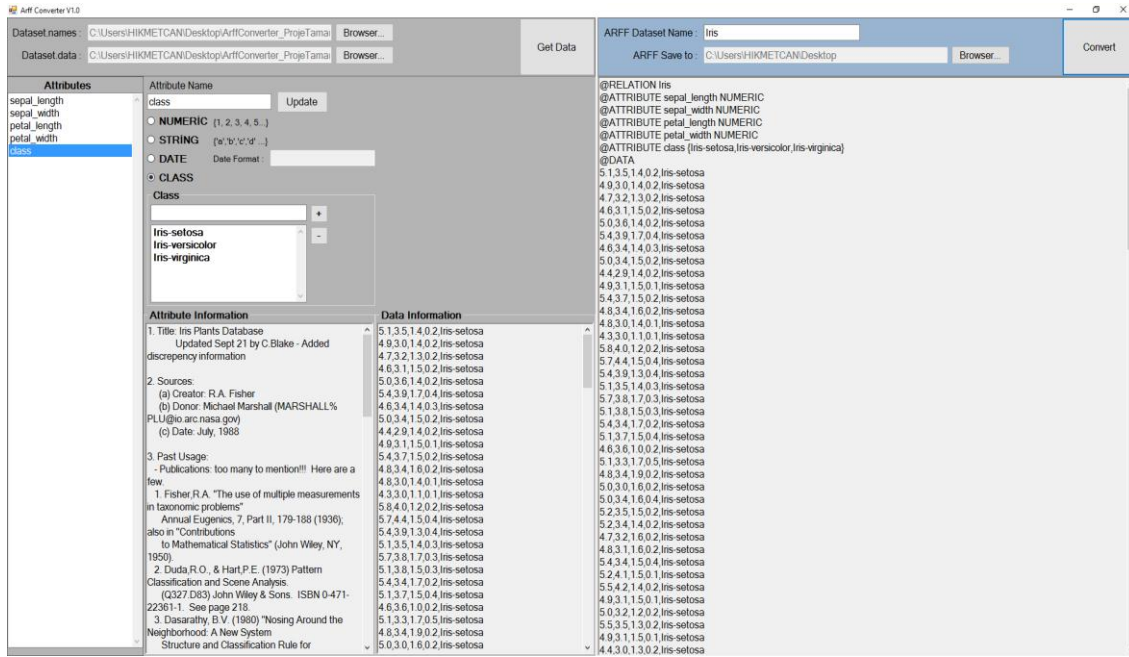 Arff Converter V1.0
Dataset.names : C:\Users\HIKMETCAN\Desktop\ArffConverter_ProjeTamar Browser...
Dataset.data : C:\Users\HIKMETCAN\Desktop\ArffConverter_ProjeTamar Browser...
Get Data
ARFF Dataset Name : Iris
ARFF Save to : C:\Users\HIKMETCAN\Desktop Browser...
Convert
Attributes
sepal_length
sepal_width
petal_length
petal_width
class
Attribute Name
class Update
NUMERİC {1, 2, 3, 4, 5...}
STRİNG {'a','b','c','d' ...}
DATE Date Format :
CLASS
Class
+
-
Iris-setosa
Iris-versicolor
Iris-virginica
Attribute Information
1. Title: Iris Plants Database
Updated Sept 21 by C.Blake - Added
discrepency information
2. Sources:
(a) Creator: R.A. Fisher
(b) Donor: Michael Marshall (MARSHALL%
PLU@io.arc.nasa.gov)
(c) Date: July, 1988
3. Past Usage:
- Publications: too many to mention!!! Here are a
few.
1. Fisher,R.A. "The use of multiple measurements
in taxonomic problems"
Annual Eugenics, 7, Part II, 179-188 (1936);
also in "Contributions
to Mathematical Statistics" (John Wiley, NY,
1950).
2. Duda,R.O., & Hart,P.E. (1973) Pattern
Classification and Scene Analysis.
(Q327.D83) John Wiley & Sons. ISBN 0-471-
22361-1. See page 218.
3. Dasarathy, B.V. (1980) "Nosing Around the
Neighborhood: A New System
Structure and Classification Rule for
Data Information
5.1,3.5,1.4,0.2,Iris-setosa
4.9,3.0,1.4,0.2,Iris-setosa
4.7,3.2,1.3,0.2,Iris-setosa
4.6,3.1,1.5,0.2,Iris-setosa
5.0,3.6,1.4,0.2,Iris-setosa
5.4,3.9,1.7,0.4,Iris-setosa
4.6,3.4,1.4,0.3,Iris-setosa
5.0,3.4,1.5,0.2,Iris-setosa
4.4,2.9,1.4,0.2,Iris-setosa
4.9,3.1,1.5,0.1,Iris-setosa
5.4,3.7,1.5,0.2,Iris-setosa
4.8,3.4,1.6,0.2,Iris-setosa
4.8,3.0,1.4,0.1,Iris-setosa
4.3,3.0,1.1,0.1,Iris-setosa
5.8,4.0,1.2,0.2,Iris-setosa
5.7,4.4,1.5,0.4,Iris-setosa
5.4,3.9,1.3,0.4,Iris-setosa
5.1,3.5,1.4,0.3,Iris-setosa
5.7,3.8,1.7,0.3,Iris-setosa
5.1,3.8,1.5,0.3,Iris-setosa
5.4,3.4,1.7,0.2,Iris-setosa
5.1,3.7,1.5,0.4,Iris-setosa
4.6,3.6,1.0,0.2,Iris-setosa
5.1,3.3,1.7,0.5,Iris-setosa
4.8,3.4,1.9,0.2,Iris-setosa
5.0,3.0,1.6,0.2,Iris-setosa
@RELATION Iris
@ATTRIBUTE sepal_length NUMERIC
@ATTRIBUTE sepal_width NUMERIC
@ATTRIBUTE petal_length NUMERIC
@ATTRIBUTE petal_width NUMERIC
@ATTRIBUTE class {Iris-setosa,Iris-versicolor,Iris-virginica}
@DATA
5.1,3.5,1.4,0.2,Iris-setosa
4.9,3.0,1.4,0.2,Iris-setosa
4.7,3.2,1.3,0.2,Iris-setosa
4.6,3.1,1.5,0.2,Iris-setosa
5.0,3.6,1.4,0.2,Iris-setosa
5.4,3.9,1.7,0.4,Iris-setosa
4.6,3.4,1.4,0.3,Iris-setosa
5.0,3.4,1.5,0.2,Iris-setosa
4.4,2.9,1.4,0.2,Iris-setosa
4.9,3.1,1.5,0.1,Iris-setosa
5.4,3.7,1.5,0.2,Iris-setosa
4.8,3.4,1.6,0.2,Iris-setosa
4.8,3.0,1.4,0.1,Iris-setosa
4.3,3.0,1.1,0.1,Iris-setosa
5.8,4.0,1.2,0.2,Iris-setosa
5.7,4.4,1.5,0.4,Iris-setosa
5.4,3.9,1.3,0.4,Iris-setosa
5.1,3.5,1.4,0.3,Iris-setosa
5.7,3.8,1.7,0.3,Iris-setosa
5.1,3.8,1.5,0.3,Iris-setosa
5.4,3.4,1.7,0.2,Iris-setosa
5.1,3.7,1.5,0.4,Iris-setosa
4.6,3.6,1.0,0.2,Iris-setosa
5.1,3.3,1.7,0.5,Iris-setosa
4.8,3.4,1.9,0.2,Iris-setosa
5.0,3.0,1.6,0.2,Iris-setosa
5.0,3.4,1.6,0.4,Iris-setosa
5.2,3.5,1.5,0.2,Iris-setosa
5.2,3.4,1.4,0.2,Iris-setosa
4.7,3.2,1.6,0.2,Iris-setosa
4.8,3.1,1.6,0.2,Iris-setosa
5.4,3.4,1.5,0.4,Iris-setosa
5.2,4.1,1.5,0.1,Iris-setosa
5.5,4.2,1.4,0.2,Iris-setosa
4.9,3.1,1.5,0.1,Iris-setosa
5.0,3.2,1.2,0.2,Iris-setosa
5.5,3.5,1.3,0.2,Iris-setosa
4.9,3.1,1.5,0.1,Iris-setosa
4.4,3.0,1.3,0.2,Iris-setosa